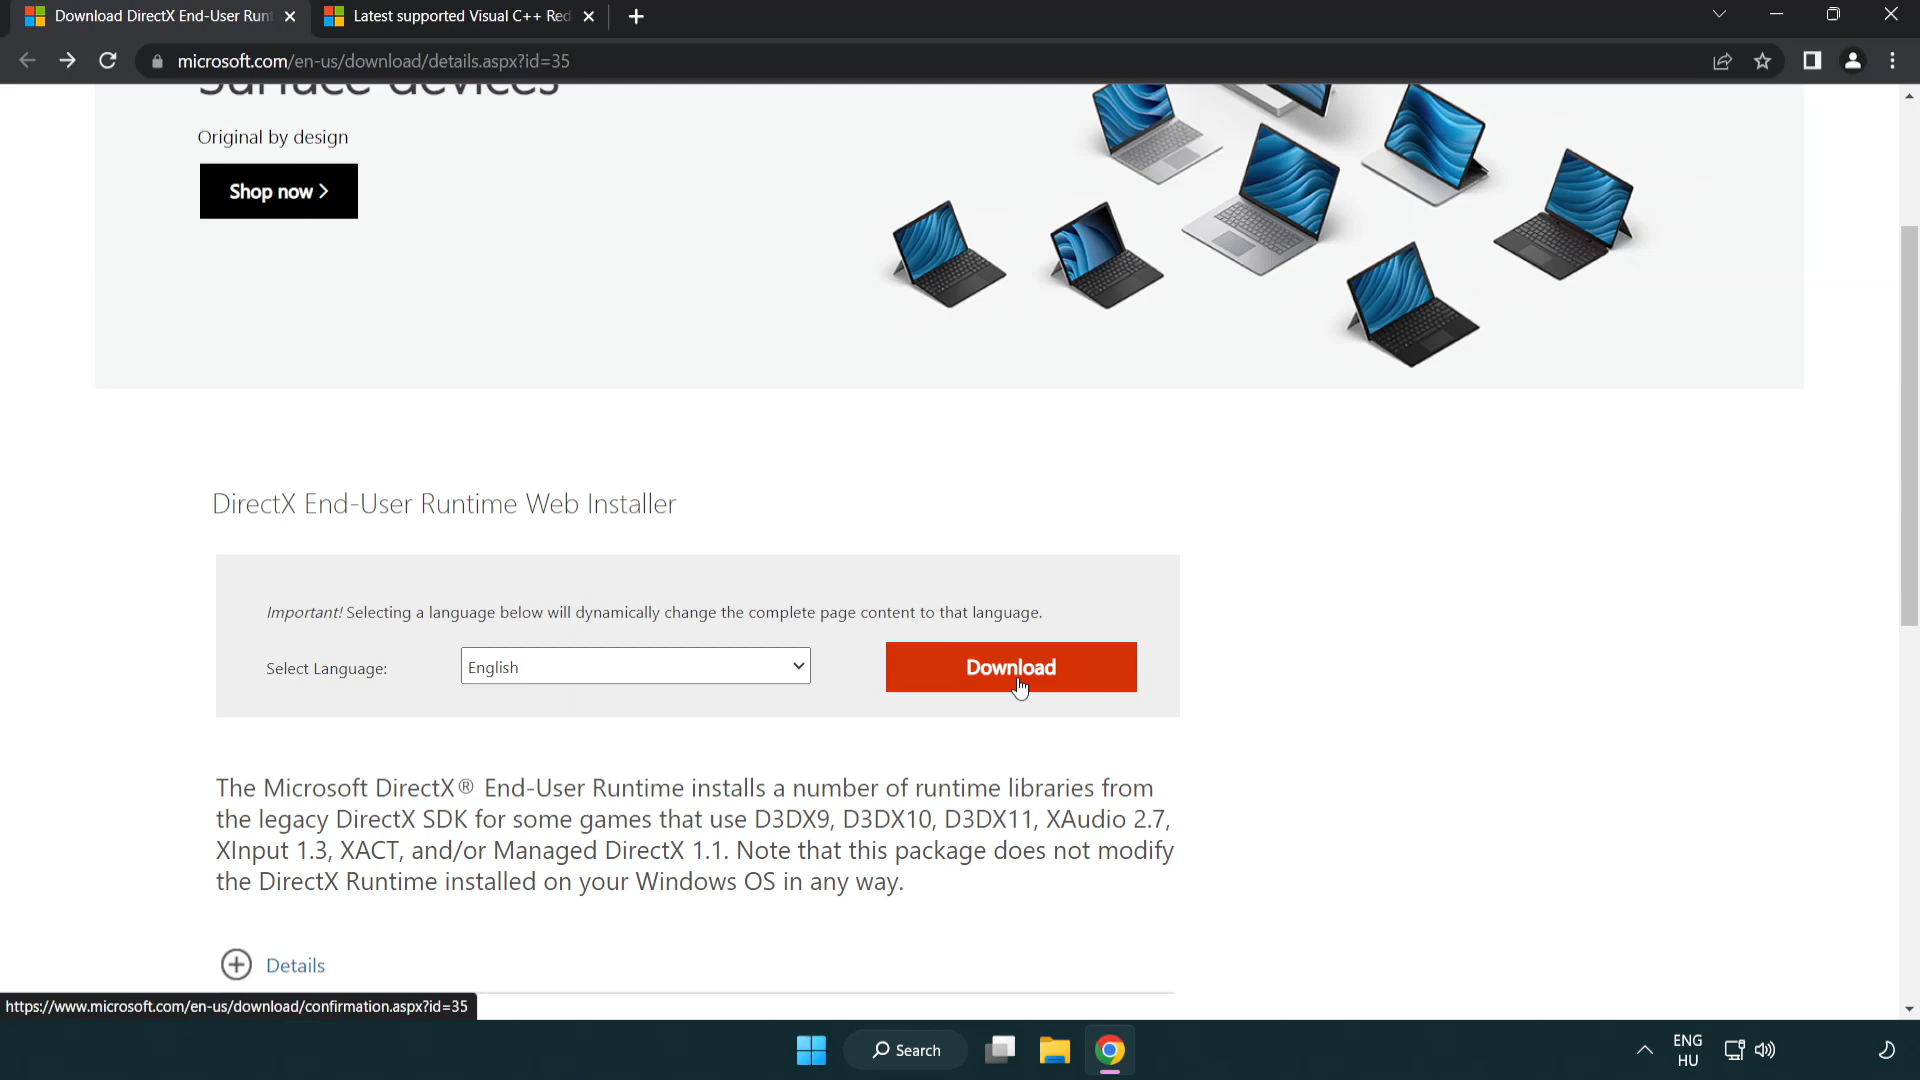 Download DirectX End-User Runt
Latest supported Visual C++ Red
microsoft.com/en-us/download/details.aspx?id=35
Surface devices
Original by design
Shop now
DirectX End-User Runtime Web Installer
Important! Selecting a language below will dynamically change the complete page content to that language.
Select Language:
English
Download
The Microsoft DirectX® End-User Runtime installs a number of runtime libraries from
the legacy DirectX SDK for some games that use D3DX9, D3DX10, D3DX11, XAudio 2.7,
XInput 1.3, XACT, and/or Managed DirectX 1.1. Note that this package does not modify
the DirectX Runtime installed on your Windows OS in any way.
Details
https://www.microsoft.com/en-us/download/confirmation.aspx?id=35
Search
ENG
HU